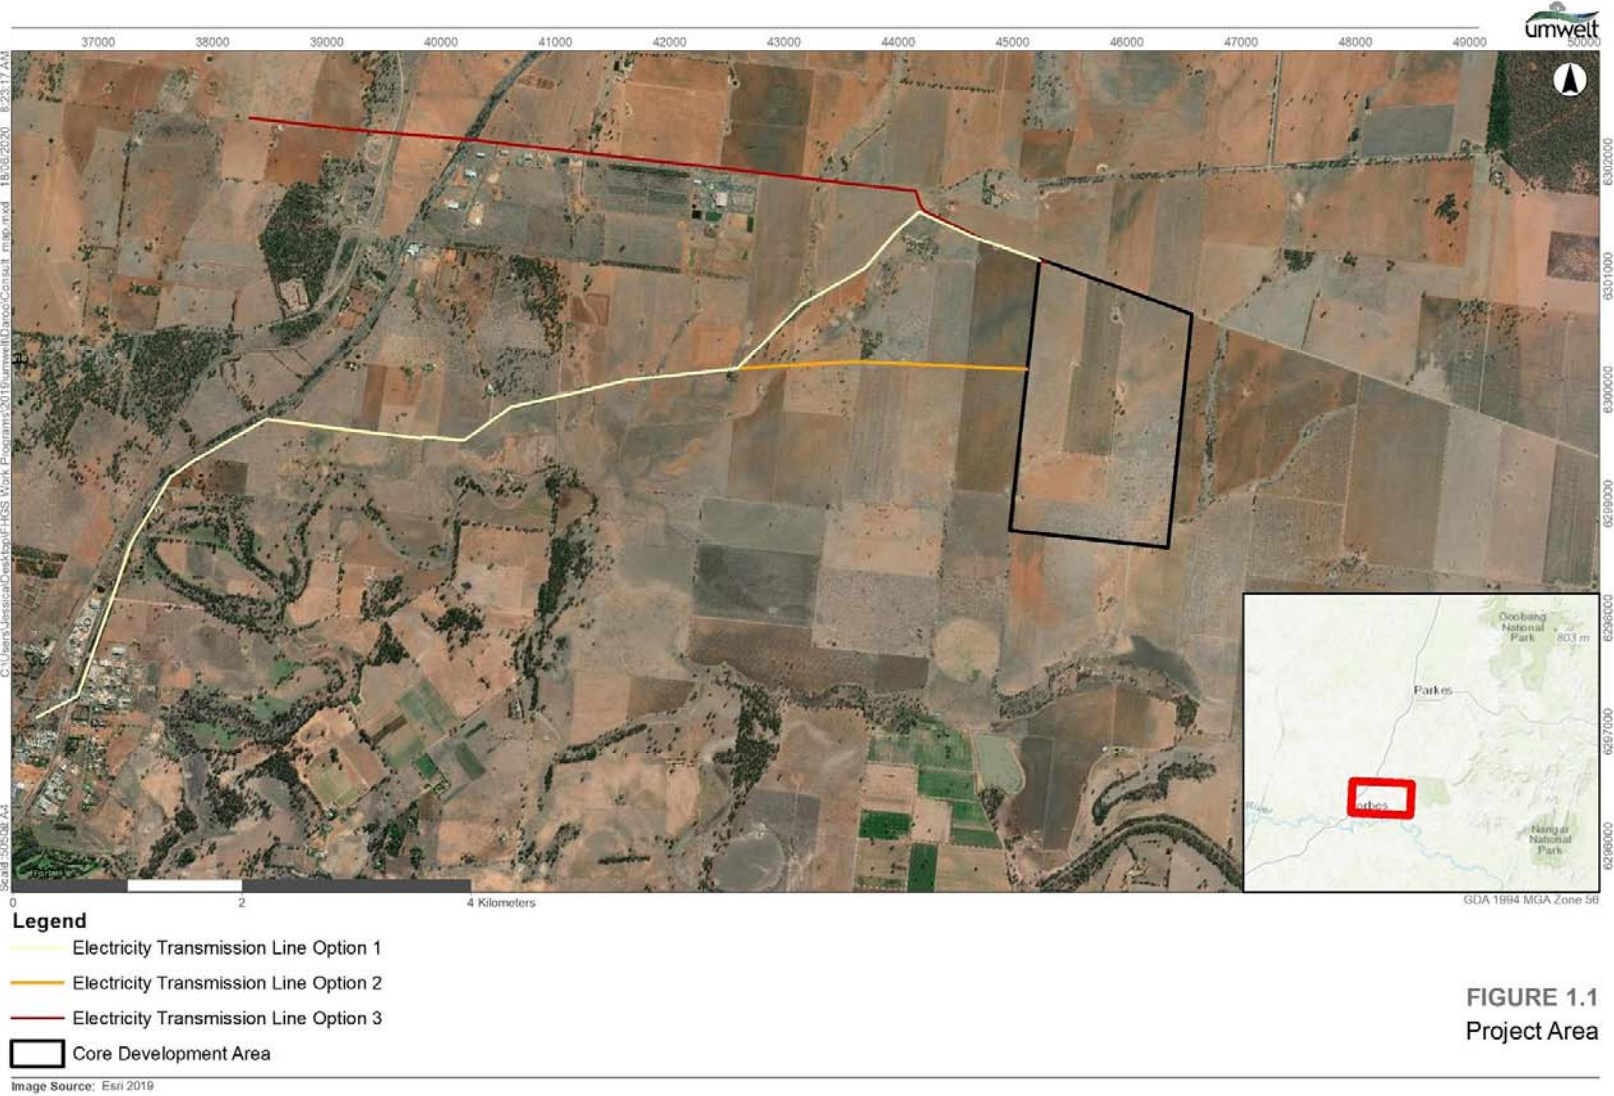 umwelt
37000 38000 39000 40000 41000 42000 43000 44000 45000 46000 47000 48000 49000 50000
6302000
6301000
6300000
6299000
6298000
6297000
6296000
Goobang
National
Park
803 m
Parkes
orbes
River
Nangar
National
Park
Forbes
0 2 4 Kilometers
GDA 1994 MGA Zone 56
Legend
Electricity Transmission Line Option 1
Electricity Transmission Line Option 2
Electricity Transmission Line Option 3
Core Development Area
FIGURE 1.1
Project Area
Image Source: Esri 2019